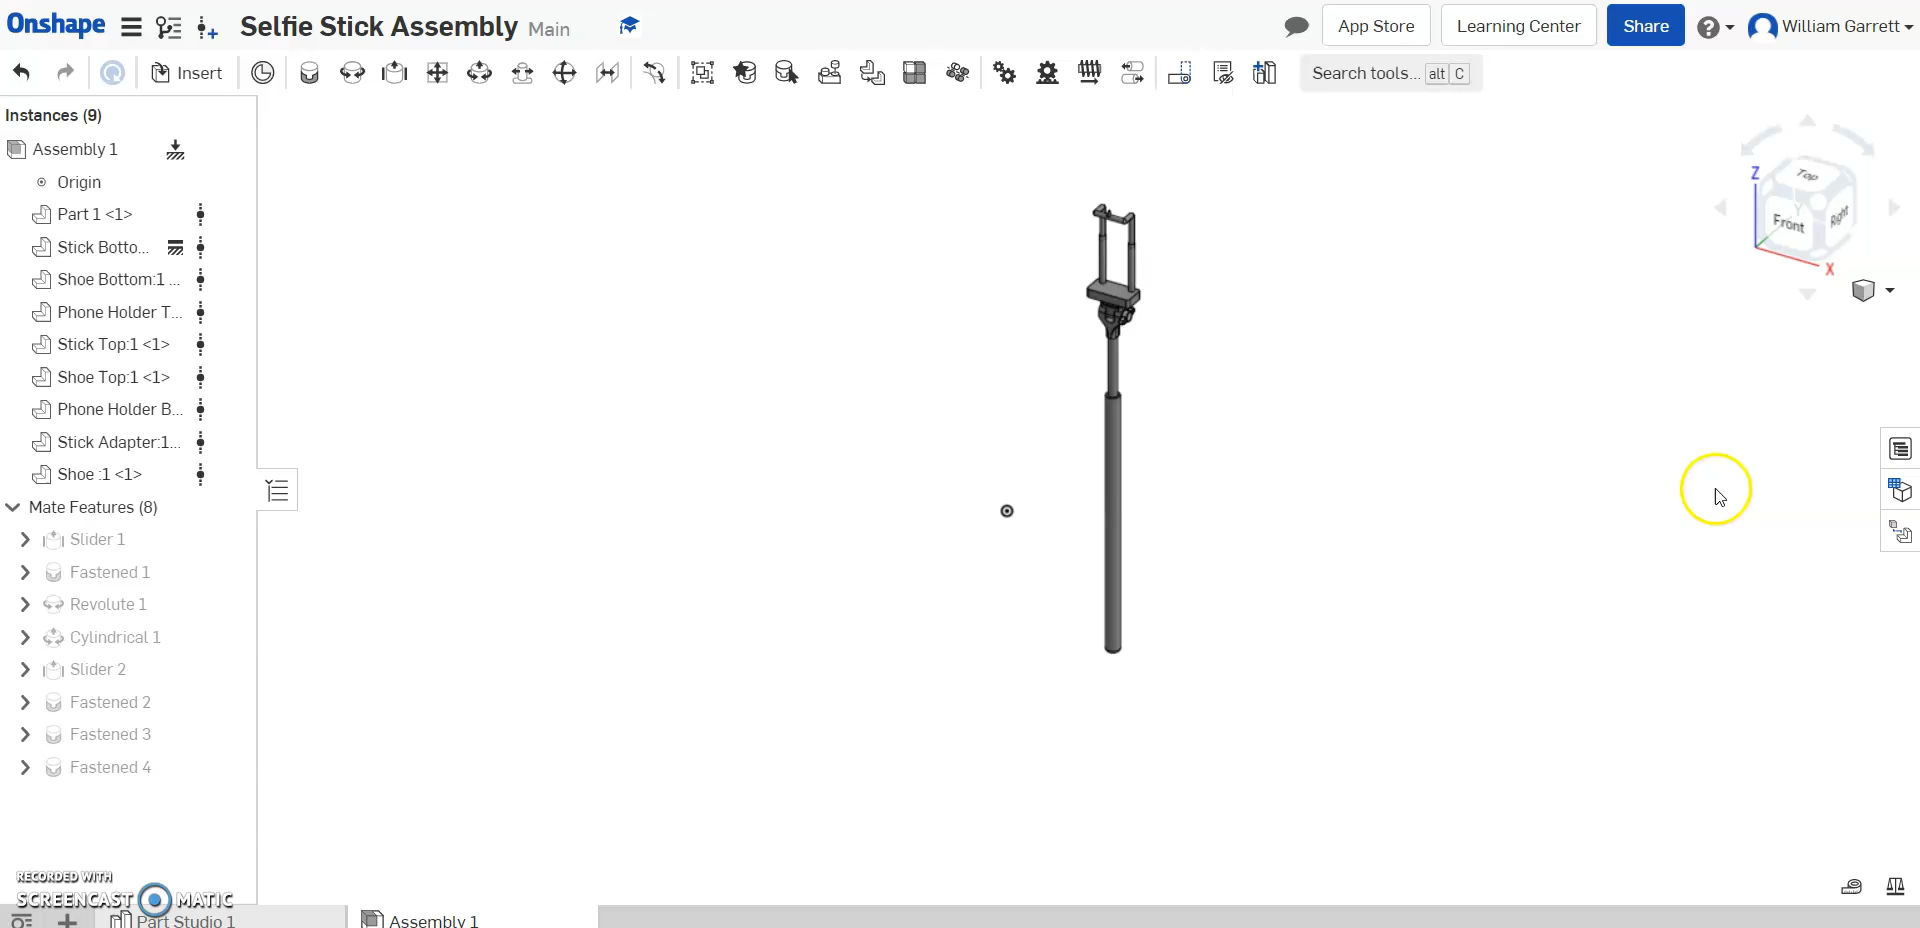 Onshape
Selfie Stick Assembly Main
App Store
Learning Center
Share
William Garrett
Insert
Search tools... alt C
Instances (9)
Assembly 1
Origin
Part 1 <1>
Stick Botto...
Shoe Bottom:1 ...
Phone Holder T...
Stick Top:1 <1>
Shoe Top:1 <1>
Phone Holder B...
Stick Adapter:1...
Shoe :1 <1>
Mate Features (8)
Slider 1
Fastened 1
Revolute 1
Cylindrical 1
Slider 2
Fastened 2
Fastened 3
Fastened 4
Z
Top
Y
Front
Right
X
RECORDED WITH
SCREENCAST MATIC
Part Studio 1
Assembly 1